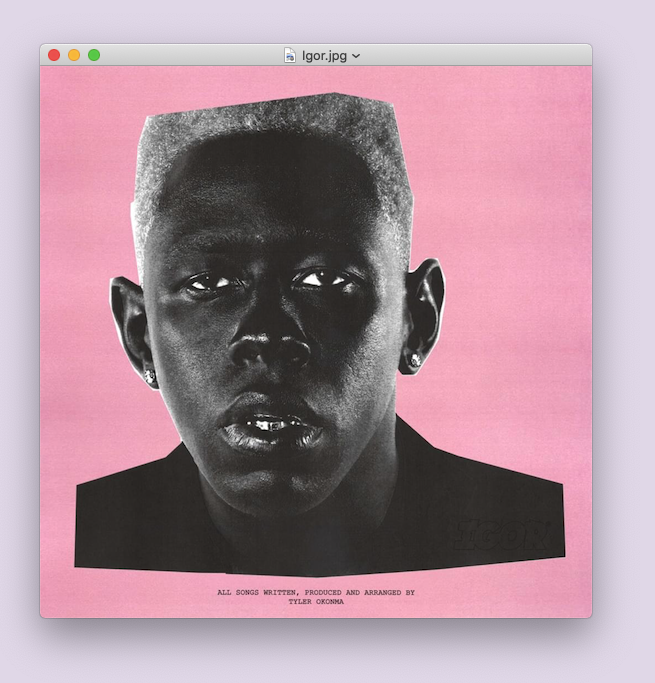 Igor.jpg
IGOR
ALL SONGS WRITTEN, PRODUCED AND ARRANGED BY
TYLER OKONMA